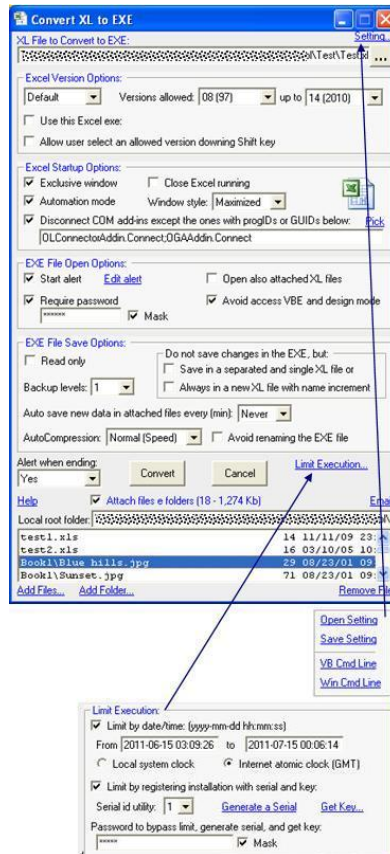 Convert XL to EXE
XL File to Convert to EXE:
Setting...
\Test\Test.xl ...
Excel Version Options:
Default Versions allowed: 08 (97) up to 14 (2010)
Use this Excel exe:
Allow user select an allowed version downing Shift key
Excel Startup Options:
Exclusive window Close Excel running
Automation mode Window style: Maximized
Disconnect COM add-ins except the ones with progIDs or GUIDs below: Pick
OLConnectorAddin.Connect;OGAAddin.Connect
EXE File Open Options:
Start alert Edit alert Open also attached XL files
Require password Avoid access VBE and design mode
****** Mask
EXE File Save Options:
Read only Do not save changes in the EXE, but:
Save in a separated and single XL file or
Backup levels: 1 Always in a new XL file with name increment
Auto save new data in attached files every (min): Never
AutoCompression: Normal (Speed) Avoid renaming the EXE file
Alert when ending:
Yes Convert Cancel Limit Execution...
Help Attach files e folders (18 - 1,274 Kb) Email
Local root folder:
test1.xls 14 11/11/09 23:
test2.xls 16 03/10/05 10:
Book1\Blue hills.jpg 29 08/23/01 09
Book1\Sunset.jpg 71 08/23/01 09:
Add Files... Add Folder... Remove File
Open Setting
Save Setting
VB Cmd Line
Win Cmd Line
Limit Execution:
Limit by date/time: (yyyy-mm-dd hh:mm:ss)
From 2011-06-15 03:09:26 to 2011-07-15 00:06:14
Local system clock Internet atomic clock (GMT)
Limit by registering installation with serial and key:
Serial id utility: 1 Generate a Serial Get Key...
Password to bypass limit, generate serial, and get key:
***** Mask